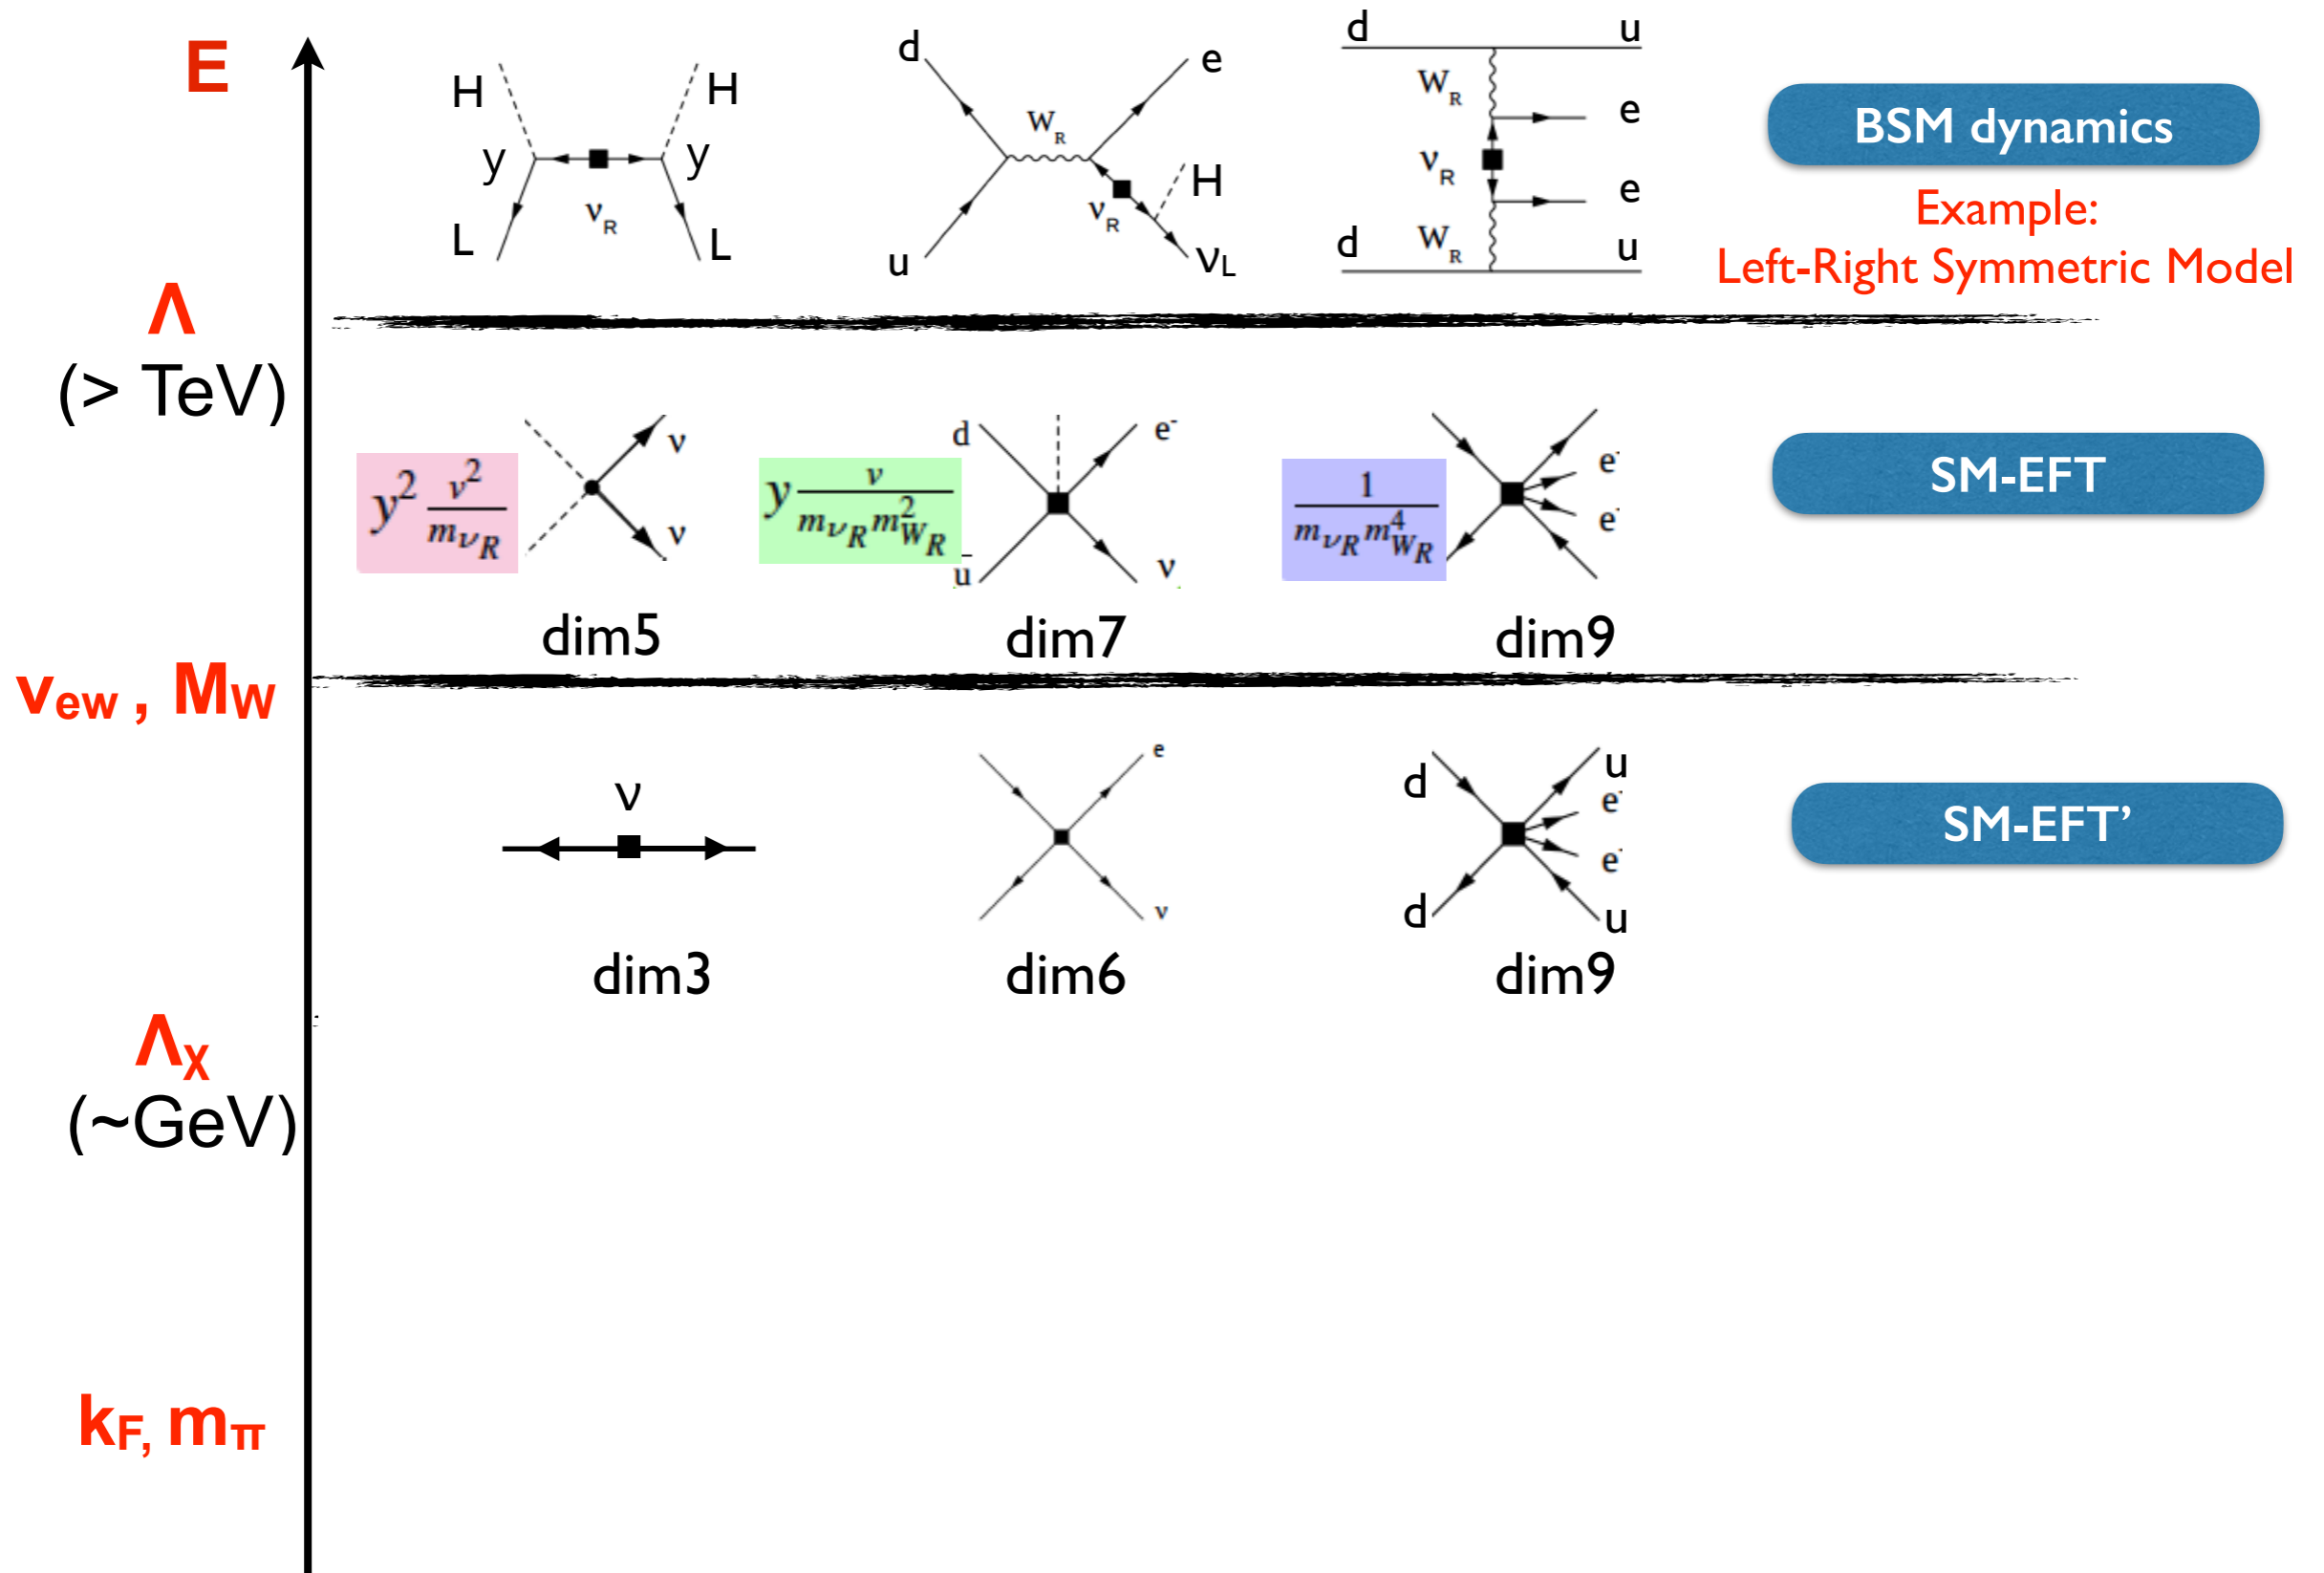 E
H
H
y
y
νR
L
L
d
e
WR
νR
H
u
νL
d
u
WR
e
νR
e
d
WR
u
BSM dynamics
Example:
Left-Right Symmetric Model
Λ
(> TeV)
y² v²/mνR
ν
ν
dim5
y v/(mνR m²WR)
d
e⁻
u̅
ν
dim7
1/(mνR m⁴WR)
e⁻
e⁻
dim9
SM-EFT
vew , MW
ν
dim3
e
ν
dim6
d
u
e⁻
e⁻
d
u
dim9
SM-EFT’
Λχ
(~GeV)
kF, mπ